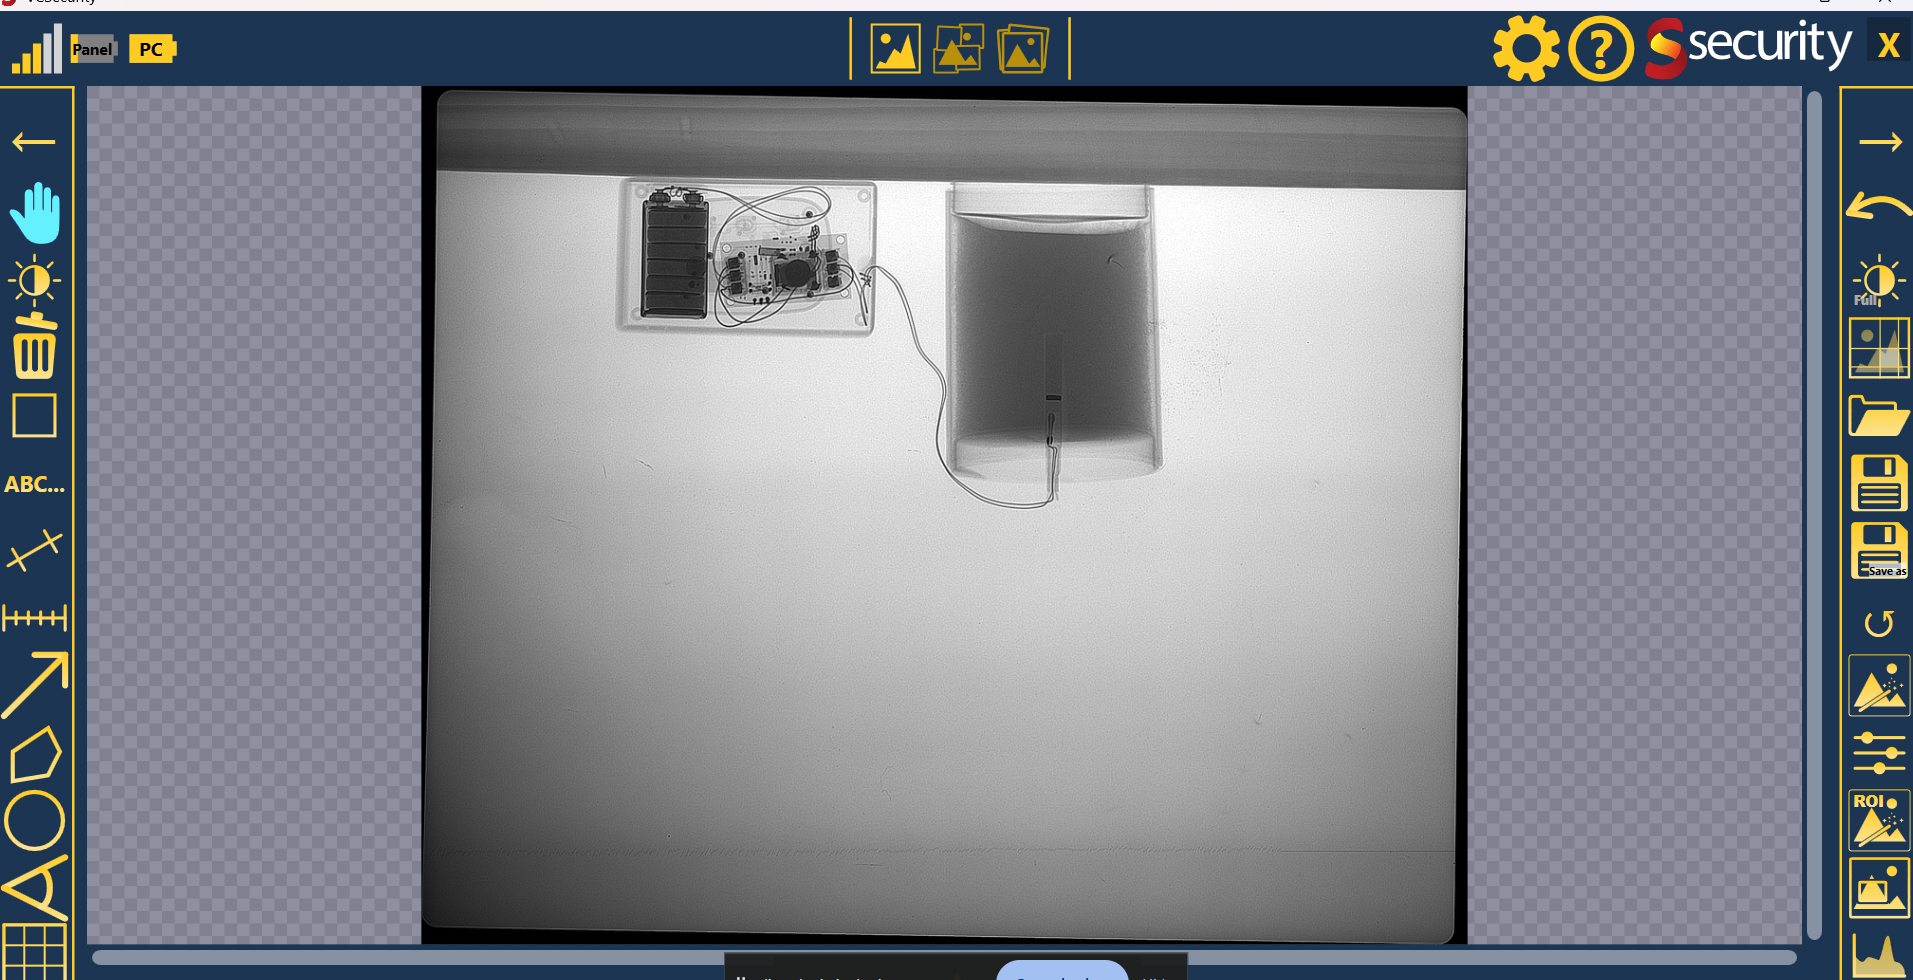 Panel
PC
?
security
X
Full
ABC...
Save as
ROI